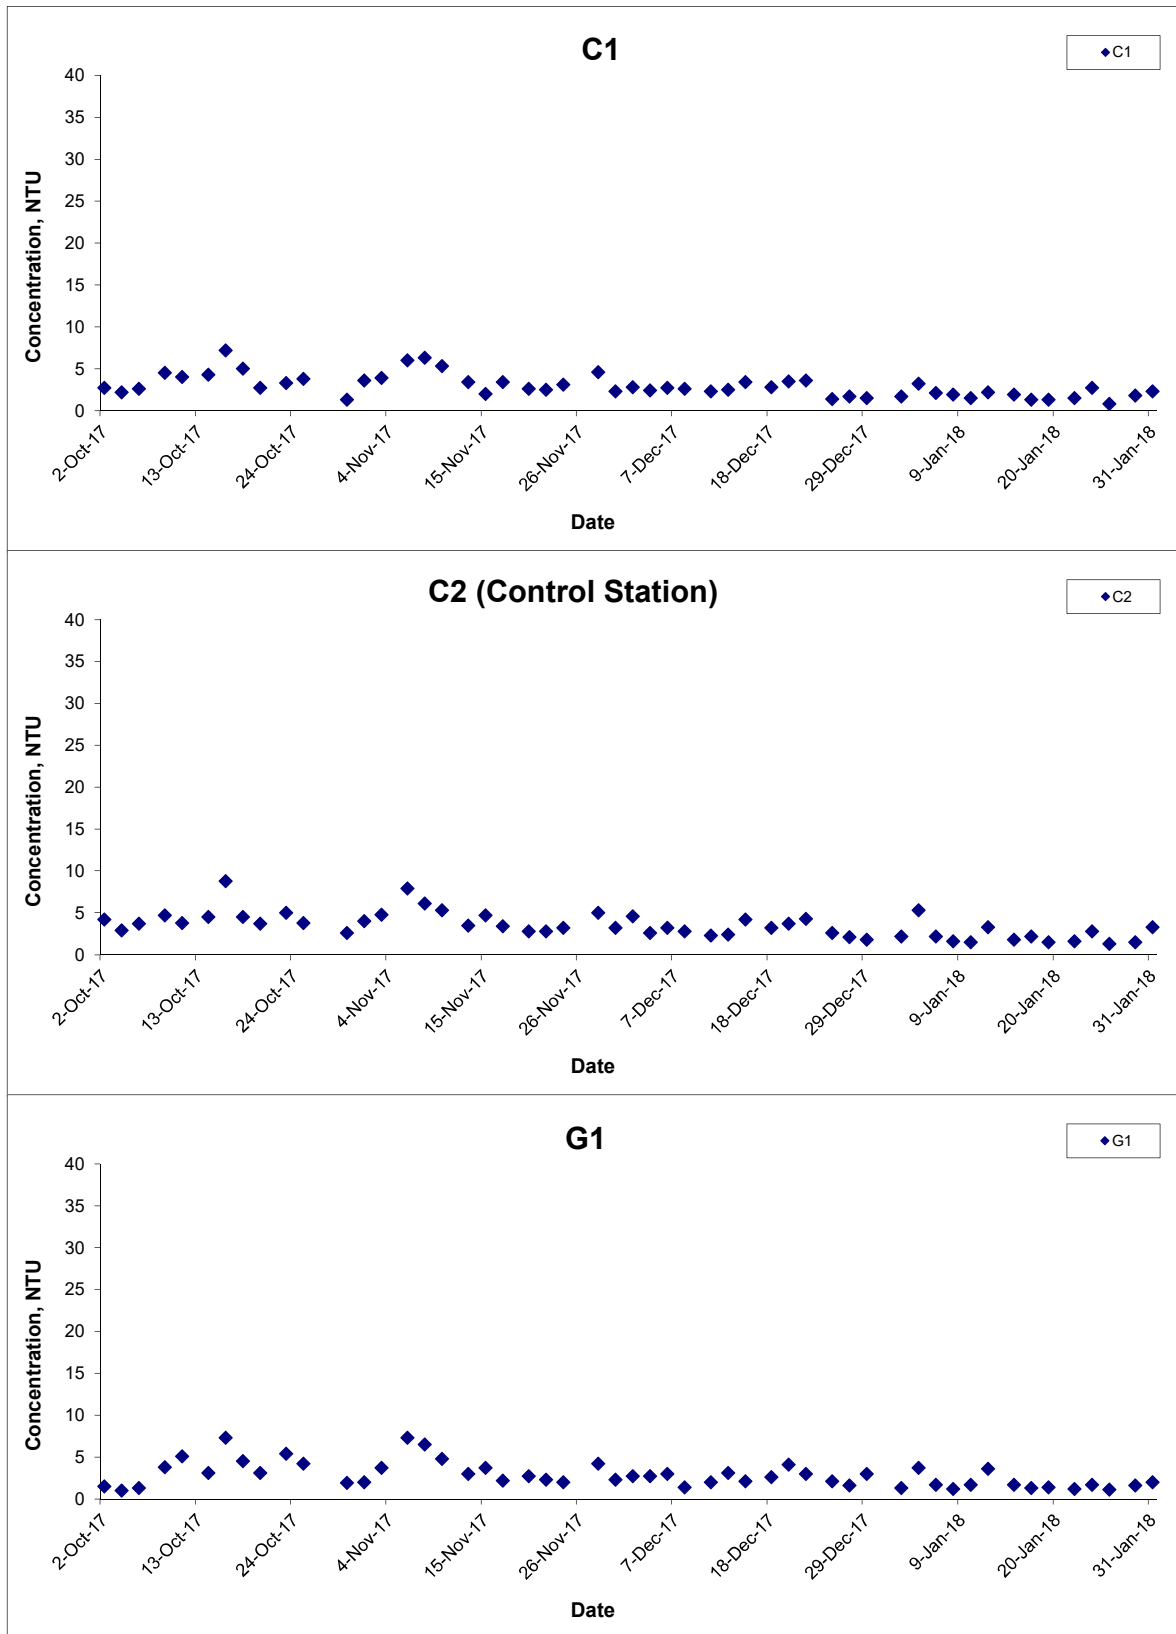 C1
C1
40
35
30
25
20
15
10
5
0
Concentration, NTU
2-Oct-17
13-Oct-17
24-Oct-17
4-Nov-17
15-Nov-17
26-Nov-17
7-Dec-17
18-Dec-17
29-Dec-17
9-Jan-18
20-Jan-18
31-Jan-18
Date
C2 (Control Station)
C2
40
35
30
25
20
15
10
5
0
Concentration, NTU
2-Oct-17
13-Oct-17
24-Oct-17
4-Nov-17
15-Nov-17
26-Nov-17
7-Dec-17
18-Dec-17
29-Dec-17
9-Jan-18
20-Jan-18
31-Jan-18
Date
G1
G1
40
35
30
25
20
15
10
5
0
Concentration, NTU
2-Oct-17
13-Oct-17
24-Oct-17
4-Nov-17
15-Nov-17
26-Nov-17
7-Dec-17
18-Dec-17
29-Dec-17
9-Jan-18
20-Jan-18
31-Jan-18
Date